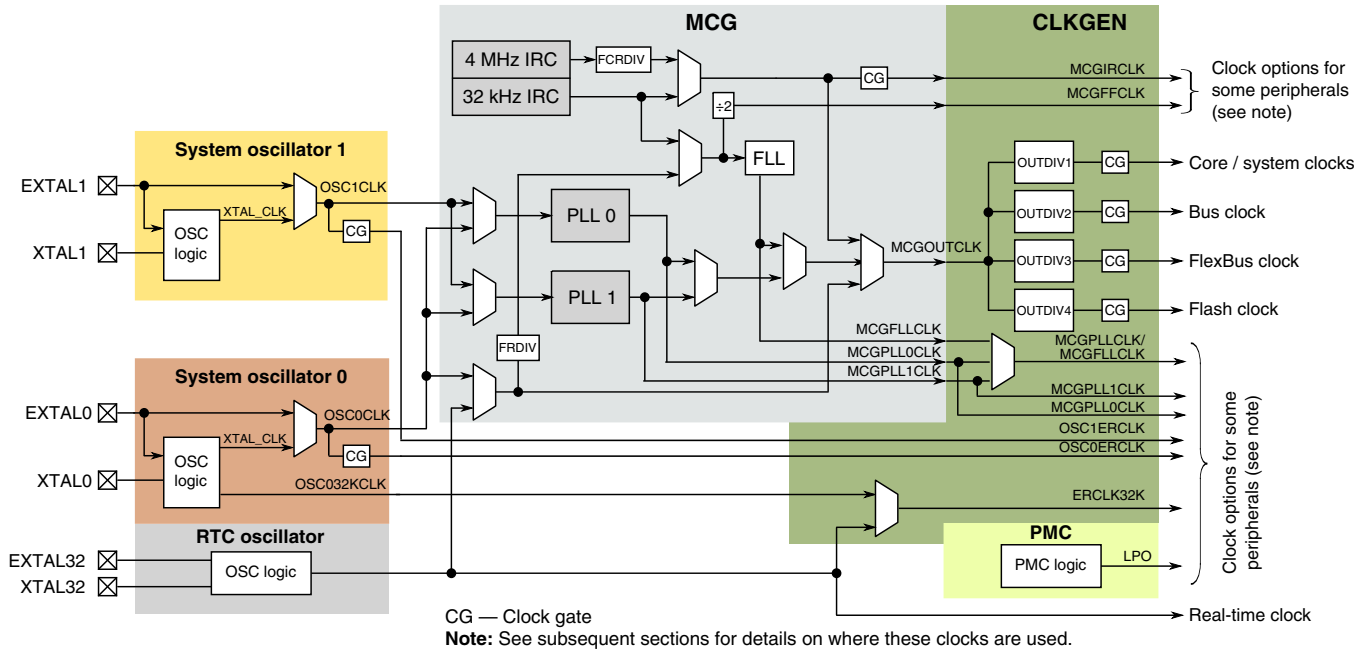 MCG
CLKGEN
4 MHz IRC
FCRDIV
32 kHz IRC
CG
MCGIRCLK
MCGFFCLK
Clock options for
some peripherals
(see note)
÷2
FLL
System oscillator 1
EXTAL1
OSC1CLK
XTAL_CLK
OSC
logic
CG
XTAL1
PLL 0
PLL 1
FRDIV
MCGOUTCLK
OUTDIV1
CG
Core / system clocks
OUTDIV2
CG
Bus clock
OUTDIV3
CG
FlexBus clock
OUTDIV4
CG
Flash clock
MCGFLLCLK
MCGPLL0CLK
MCGPLL1CLK
MCGPLLCLK/
MCGFLLCLK
MCGPLL1CLK
MCGPLL0CLK
OSC1ERCLK
OSC0ERCLK
System oscillator 0
EXTAL0
OSC0CLK
XTAL_CLK
OSC
logic
CG
XTAL0
OSC032KCLK
ERCLK32K
Clock options for some
peripherals (see note)
RTC oscillator
EXTAL32
XTAL32
OSC logic
PMC
PMC logic
LPO
Real-time clock
CG — Clock gate
Note: See subsequent sections for details on where these clocks are used.